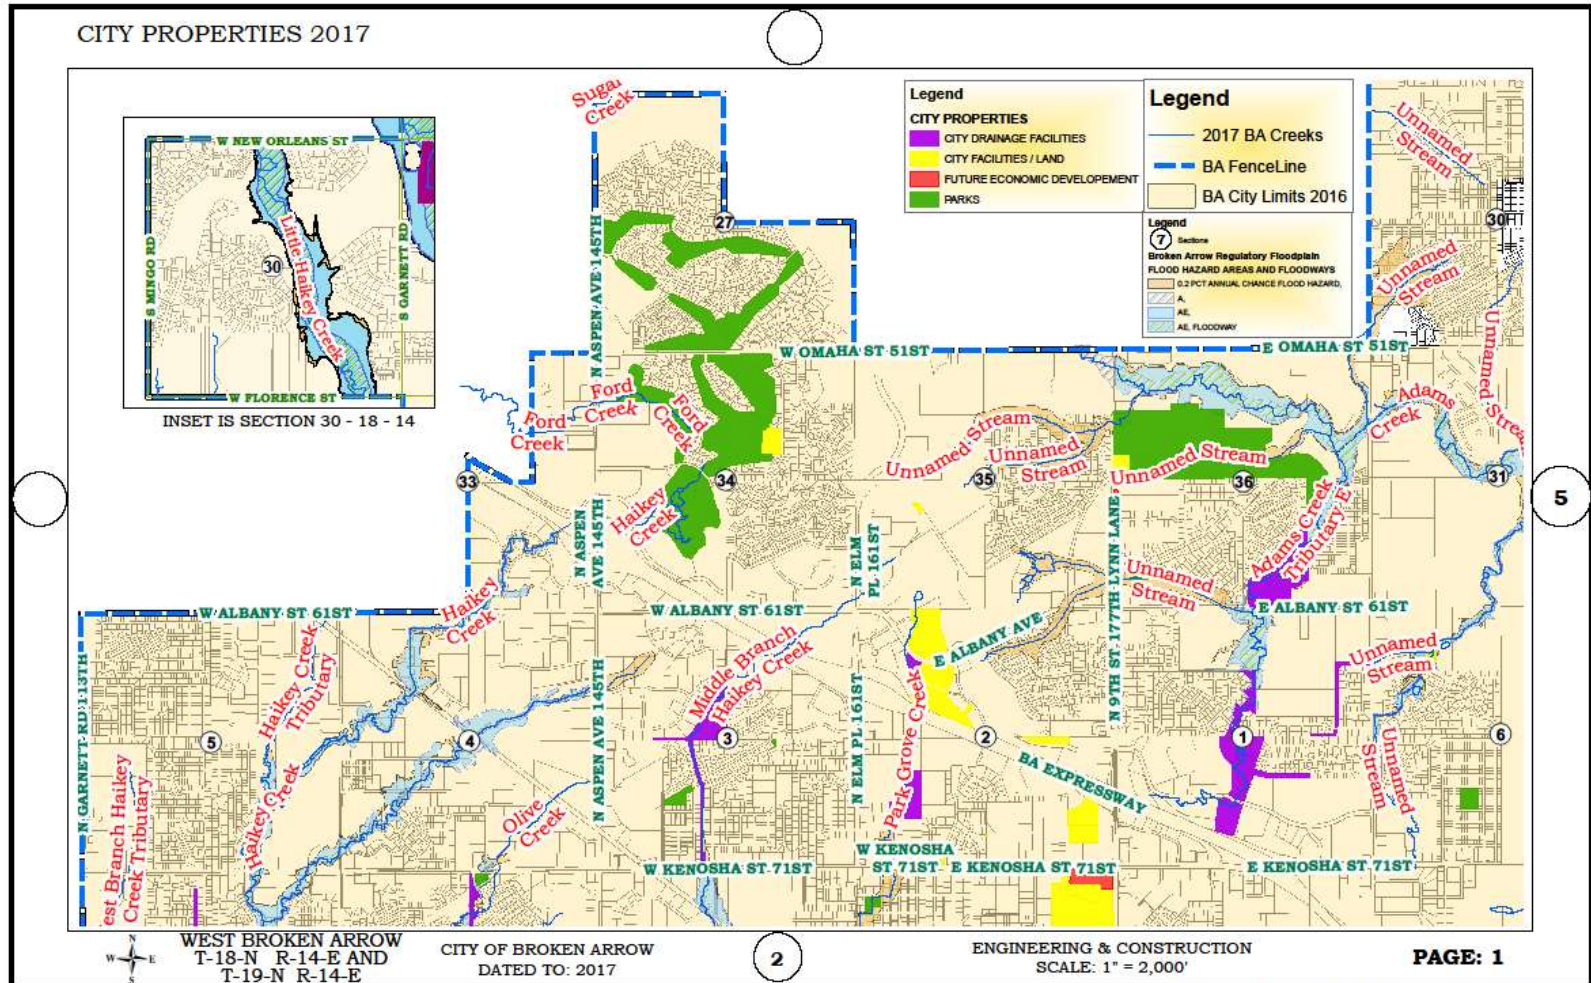 CITY PROPERTIES 2017
Sugar
Creek
W NEW ORLEANS ST
S MINGO RD
Little Haikey Creek
30
S GARNETT RD
W FLORENCE ST
INSET IS SECTION 30 - 18 - 14
Legend
CITY PROPERTIES
CITY DRAINAGE FACILITIES
CITY FACILITIES / LAND
FUTURE ECONOMIC DEVELOPEMENT
PARKS
Legend
2017 BA Creeks
BA FenceLine
BA City Limits 2016
Legend
7 Sections
Broken Arrow Regulatory Floodplain
FLOOD HAZARD AREAS AND FLOODWAYS
0.2 PCT ANNUAL CHANCE FLOOD HAZARD,
A,
AE,
AE, FLOODWAY
Unnamed
Stream
30
Unnamed
Stream
Unnamed Strea
27
N ASPEN AVE 145TH
W OMAHA ST 51ST
E OMAHA ST 51ST
Ford
Creek
Ford
Creek
Ford
Creek
Adams
Creek
Unnamed Stream
Unnamed
Stream
Unnamed Stream
33
34
35
36
31
5
Haikey
Creek
N ASPEN
AVE 145TH
N ELM
PL 161ST
N 9TH ST 177TH LYNN LANE
Adams Creek
Tributary E
Unnamed
Stream
W ALBANY ST 61ST
Haikey
Creek
W ALBANY ST 61ST
E ALBANY AVE
E ALBANY ST 61ST
N GARNETT RD 13TH
Haikey Creek
Tributary
Middle Branch
Haikey Creek
Unnamed
Stream
N ASPEN AVE 145TH
N ELM PL 161ST
Park Grove Creek
5
4
3
2
1
6
BA EXPRESSWAY
Unnamed
Stream
est Branch Haikey
Creek Tributary
Haikey Creek
Olive
Creek
W KENOSHA ST 71ST
W KENOSHA
ST 71ST
E KENOSHA ST 71ST
E KENOSHA ST 71ST
N
W E
S
WEST BROKEN ARROW
T-18-N R-14-E AND
T-19-N R-14-E
CITY OF BROKEN ARROW
DATED TO: 2017
2
ENGINEERING & CONSTRUCTION
SCALE: 1" = 2,000'
PAGE: 1